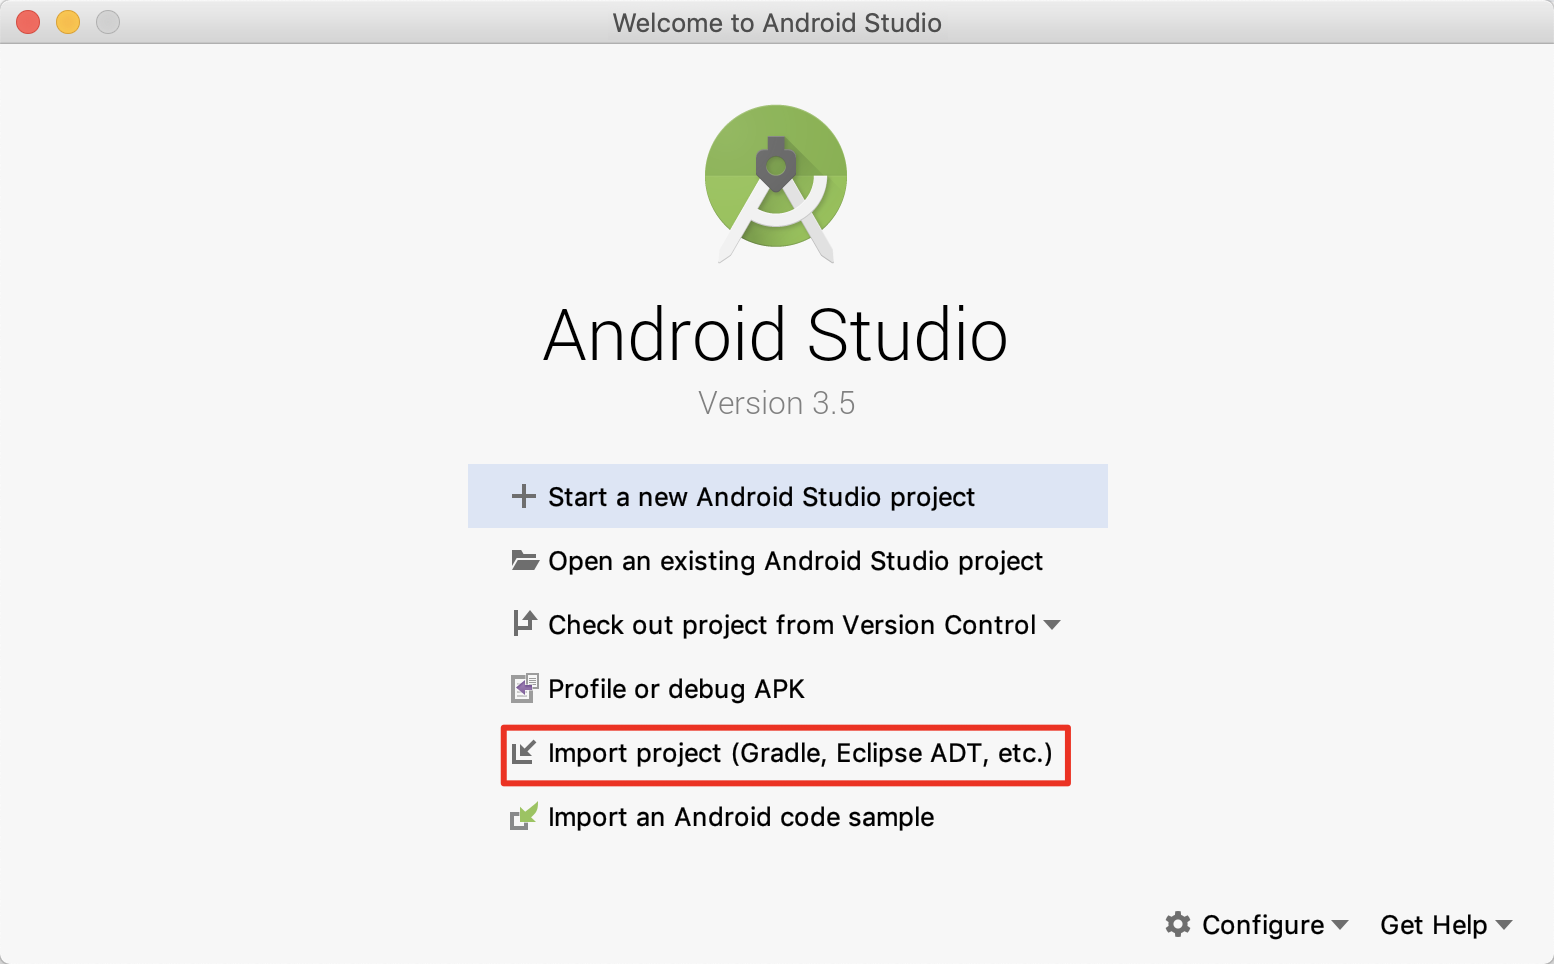 Welcome to Android Studio
Android Studio
Version 3.5
Start a new Android Studio project
Open an existing Android Studio project
Check out project from Version Control
Profile or debug APK
Import project (Gradle, Eclipse ADT, etc.)
Import an Android code sample
Configure Get Help